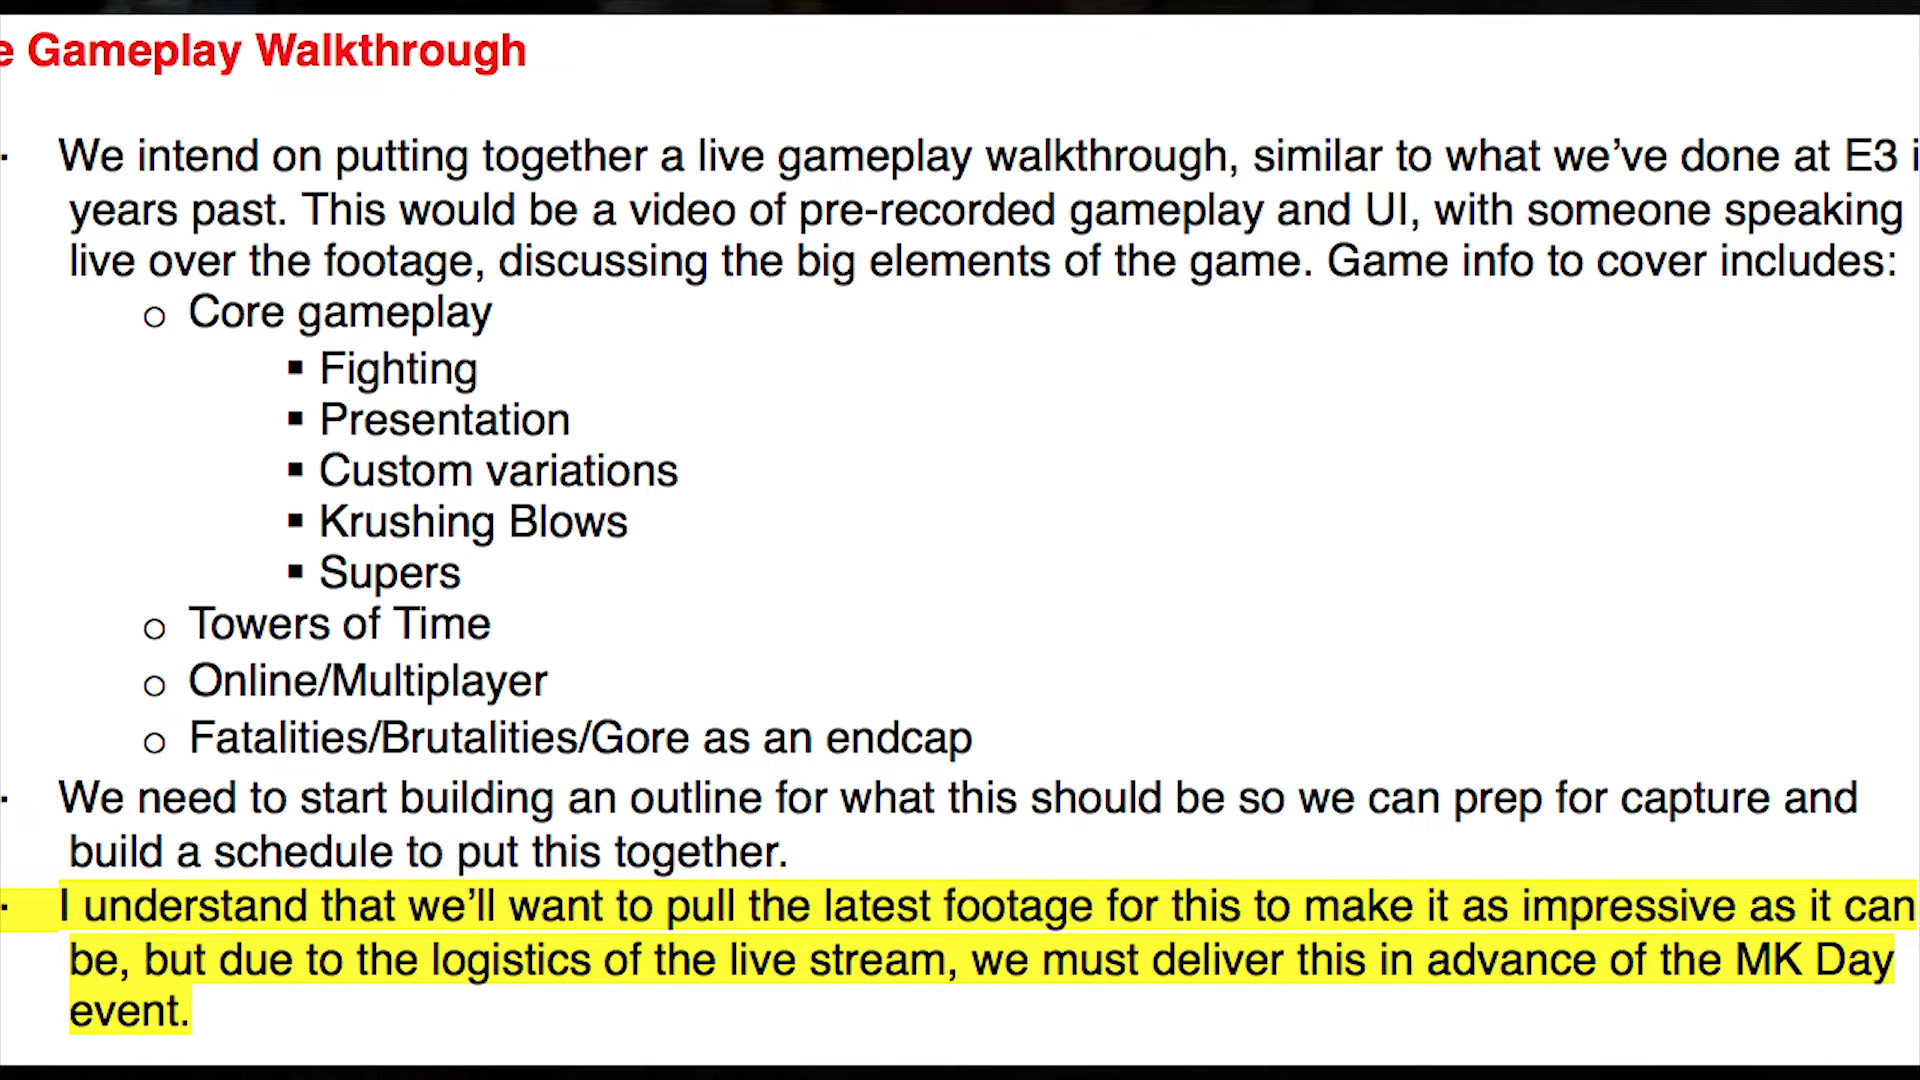 e Gameplay Walkthrough
· We intend on putting together a live gameplay walkthrough, similar to what we’ve done at E3 i
years past. This would be a video of pre-recorded gameplay and UI, with someone speaking
live over the footage, discussing the big elements of the game. Game info to cover includes:
o Core gameplay
▪ Fighting
▪ Presentation
▪ Custom variations
▪ Krushing Blows
▪ Supers
o Towers of Time
o Online/Multiplayer
o Fatalities/Brutalities/Gore as an endcap
· We need to start building an outline for what this should be so we can prep for capture and
build a schedule to put this together.
· I understand that we’ll want to pull the latest footage for this to make it as impressive as it can
be, but due to the logistics of the live stream, we must deliver this in advance of the MK Day
event.